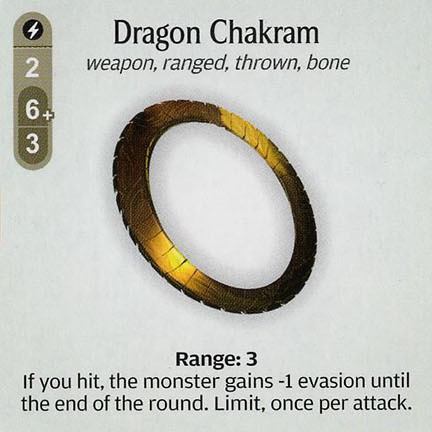 Dragon Chakram
weapon, ranged, thrown, bone
2
6+
3
Range: 3
If you hit, the monster gains -1 evasion until
the end of the round. Limit, once per attack.